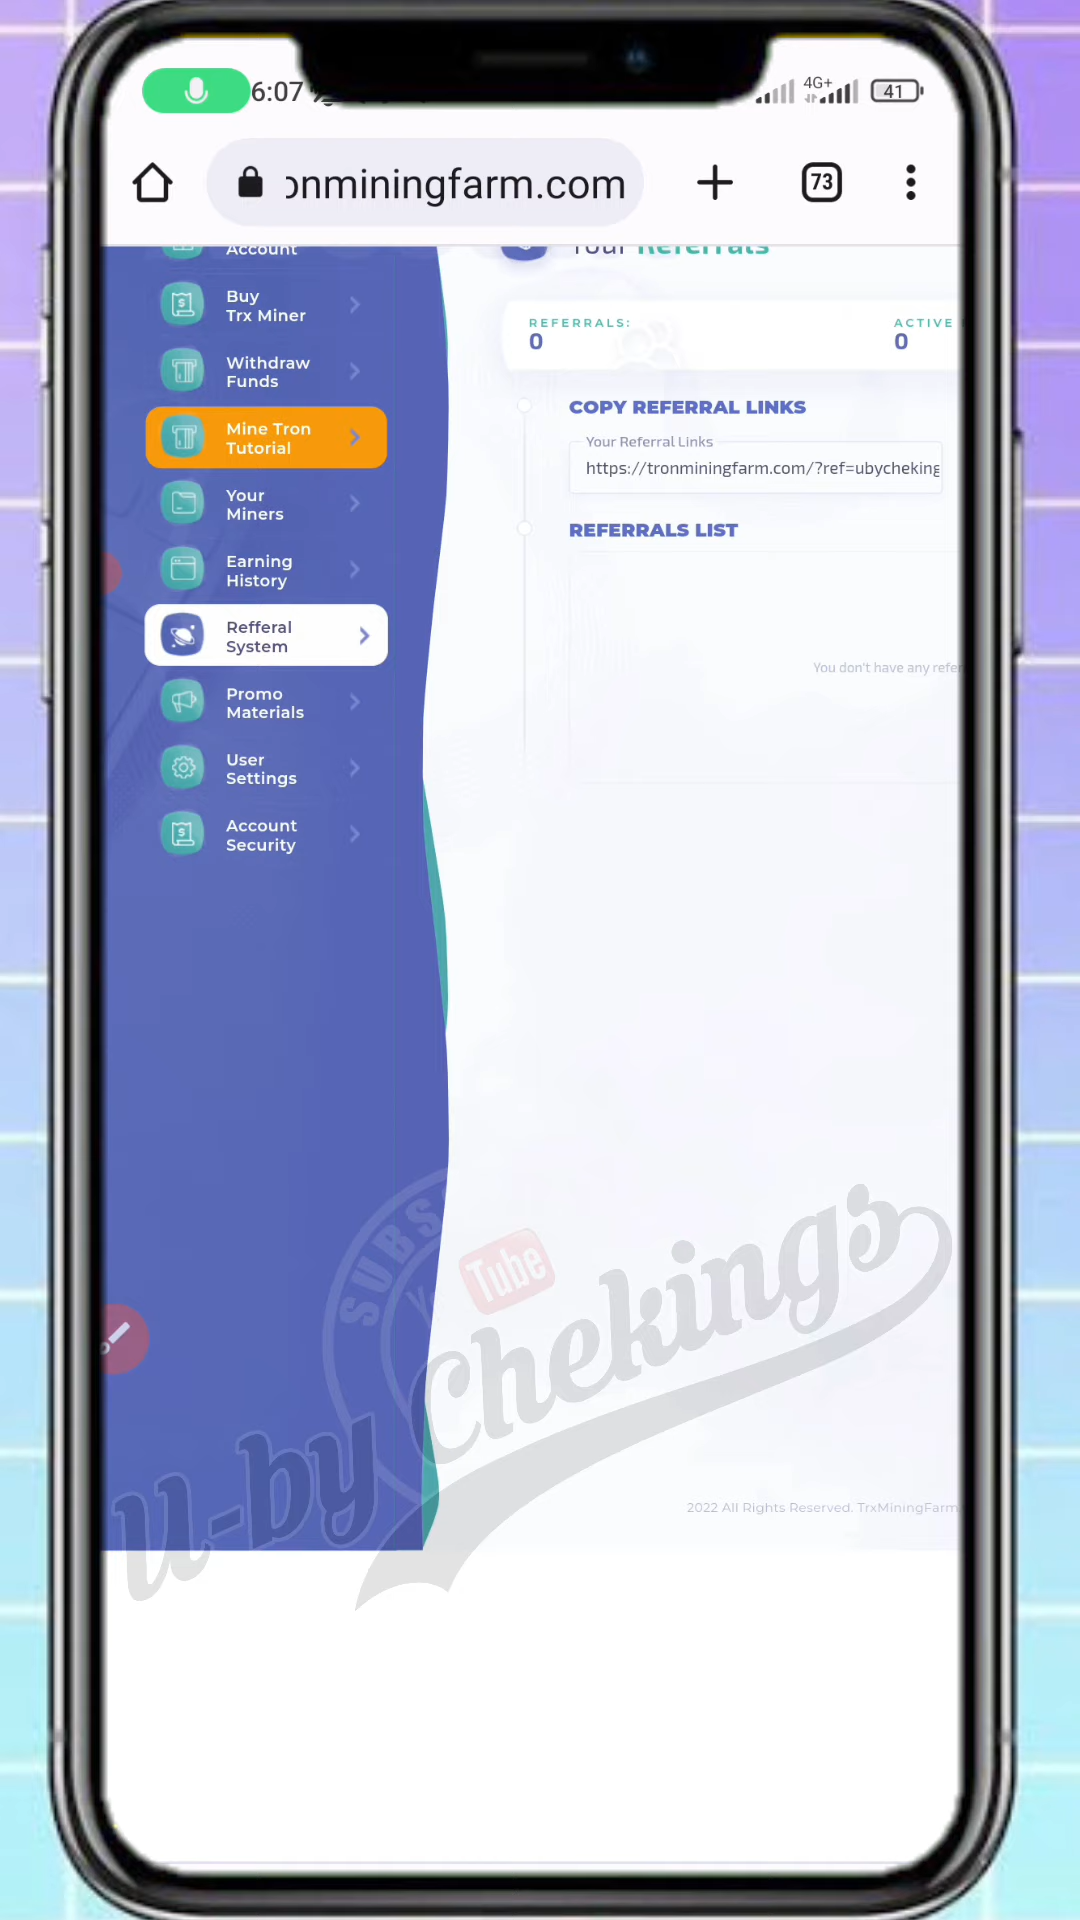 6:07
4G+
41
onminingfarm.com
73
Account
Your Referrals
Buy
Trx Miner
REFERRALS:
0
ACTIVE
0
Withdraw
Funds
COPY REFERRAL LINKS
Mine Tron
Tutorial
Your Referral Links
https://tronminingfarm.com/?ref=ubycheking
Your
Miners
REFERRALS LIST
Earning
History
Refferal
System
You don't have any refer
Promo
Materials
User
Settings
Account
Security
SUBS
Tube
u-by Chekings
2022 All Rights Reserved. TrxMiningFarm